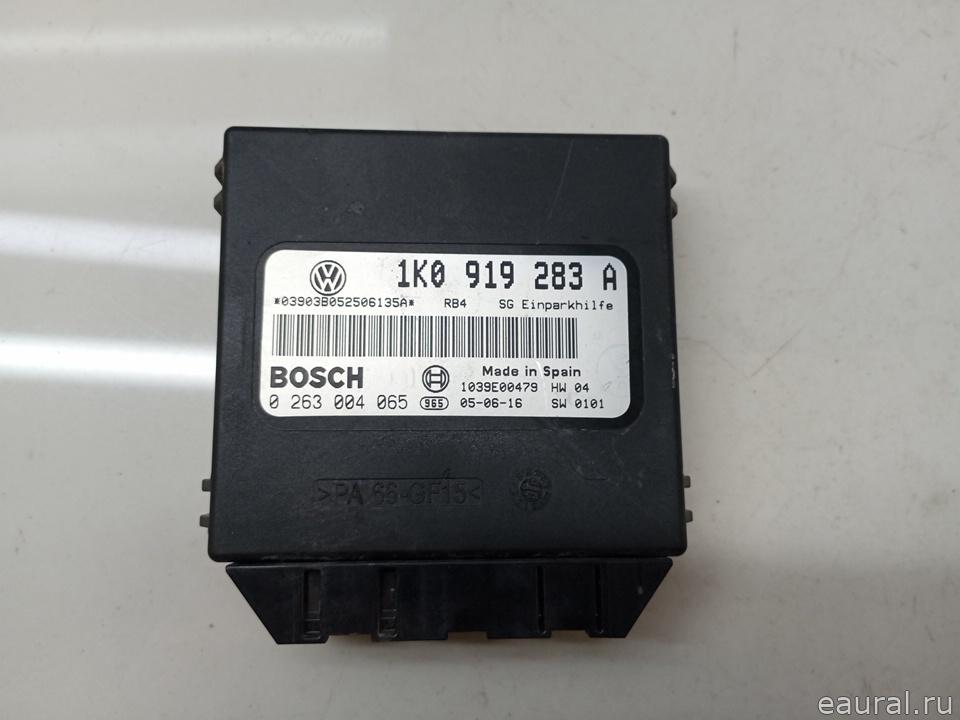 1K0 919 283 A
*03903B052506135A* RB4 SG Einparkhilfe
BOSCH
Made in Spain
1039E00479 HW 04
0 263 004 065 965 05-06-16 SW 0101
>PA 66-GF15<
eaural.ru